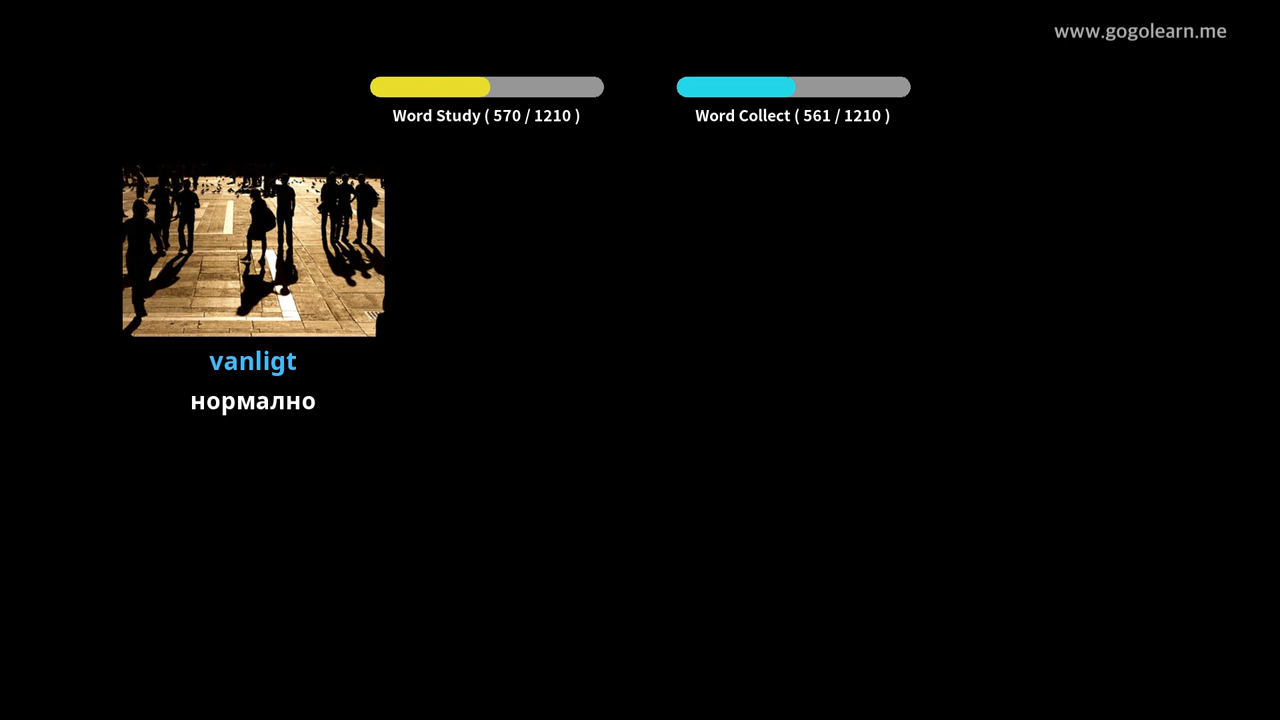 www.gogolearn.me
Word Study ( 570 / 1210 )
Word Collect ( 561 / 1210 )
vanligt
нормално